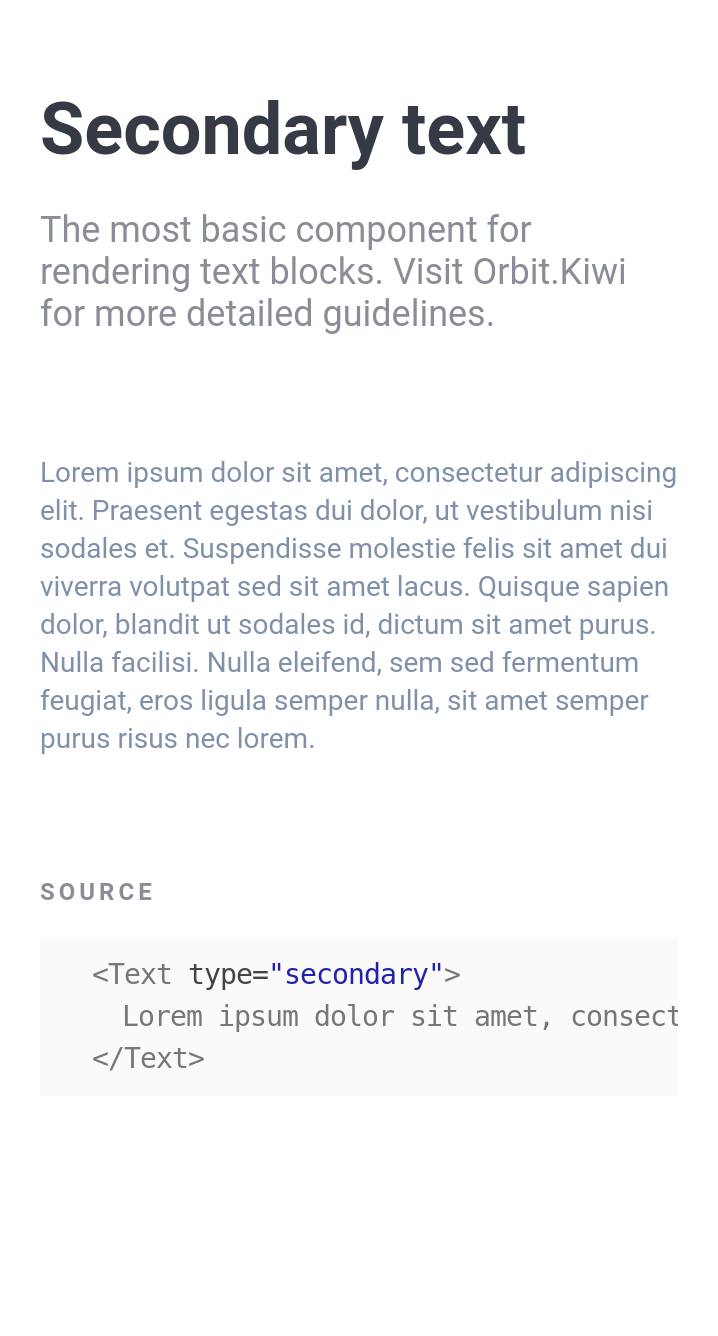 Secondary text
The most basic component for
rendering text blocks. Visit Orbit.Kiwi
for more detailed guidelines.
Lorem ipsum dolor sit amet, consectetur adipiscing
elit. Praesent egestas dui dolor, ut vestibulum nisi
sodales et. Suspendisse molestie felis sit amet dui
viverra volutpat sed sit amet lacus. Quisque sapien
dolor, blandit ut sodales id, dictum sit amet purus.
Nulla facilisi. Nulla eleifend, sem sed fermentum
feugiat, eros ligula semper nulla, sit amet semper
purus risus nec lorem.
SOURCE
<Text type="secondary">
Lorem ipsum dolor sit amet, consect
</Text>